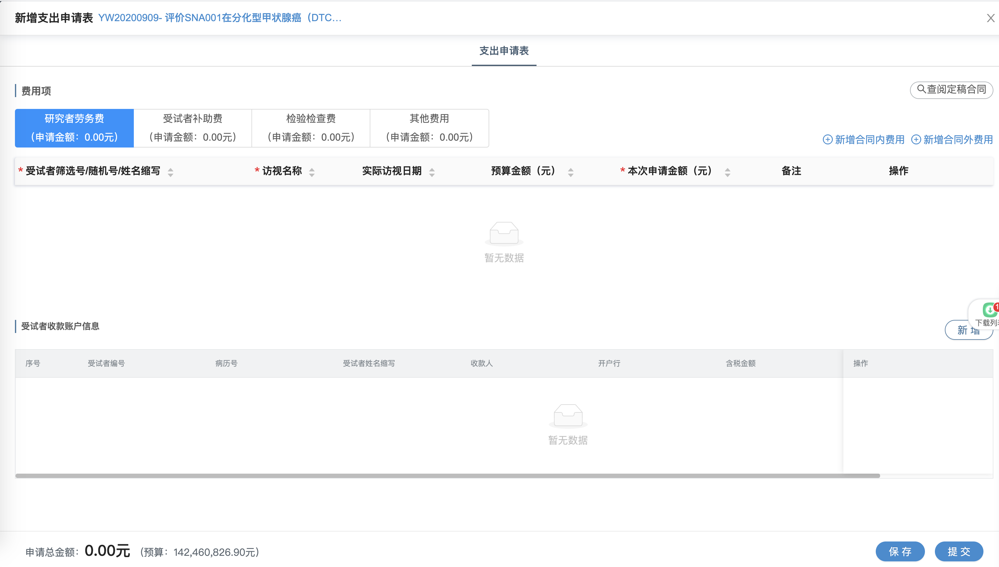 新增支出申请表 YW20200909- 评价SNA001在分化型甲状腺癌（DTC...
X
支出申请表
费用项
查阅定稿合同
研究者劳务费
（申请金额：0.00元）
受试者补助费
（申请金额：0.00元）
检验检查费
（申请金额：0.00元）
其他费用
（申请金额：0.00元）
新增合同内费用 新增合同外费用
* 受试者筛选号/随机号/姓名缩写 * 访视名称 实际访视日期 预算金额（元） * 本次申请金额（元） 备注 操作
暂无数据
1
下载列
受试者收款账户信息
新 增
序号 受试者编号 病历号 受试者姓名缩写 收款人 开户行 含税金额 操作
暂无数据
申请总金额：0.00元 （预算：142,460,826.90元）
保 存 提 交